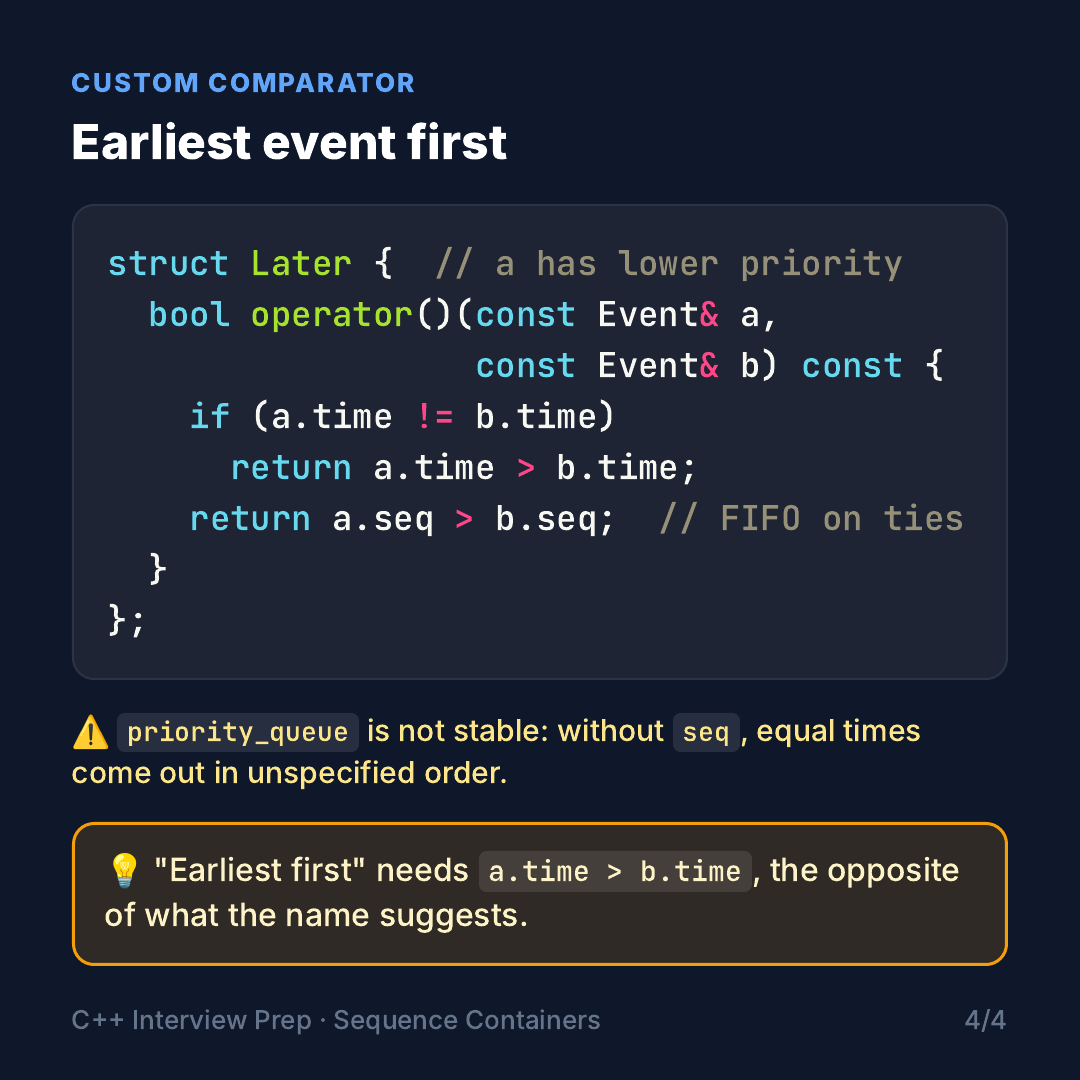 CUSTOM COMPARATOR
Earliest event first
struct Later {  // a has lower priority
  bool operator()(const Event& a,
                  const Event& b) const {
    if (a.time != b.time)
      return a.time > b.time;
    return a.seq > b.seq;  // FIFO on ties
  }
};
⚠️ priority_queue is not stable: without seq, equal times
come out in unspecified order.
💡 "Earliest first" needs a.time > b.time, the opposite
of what the name suggests.
C++ Interview Prep · Sequence Containers
4/4